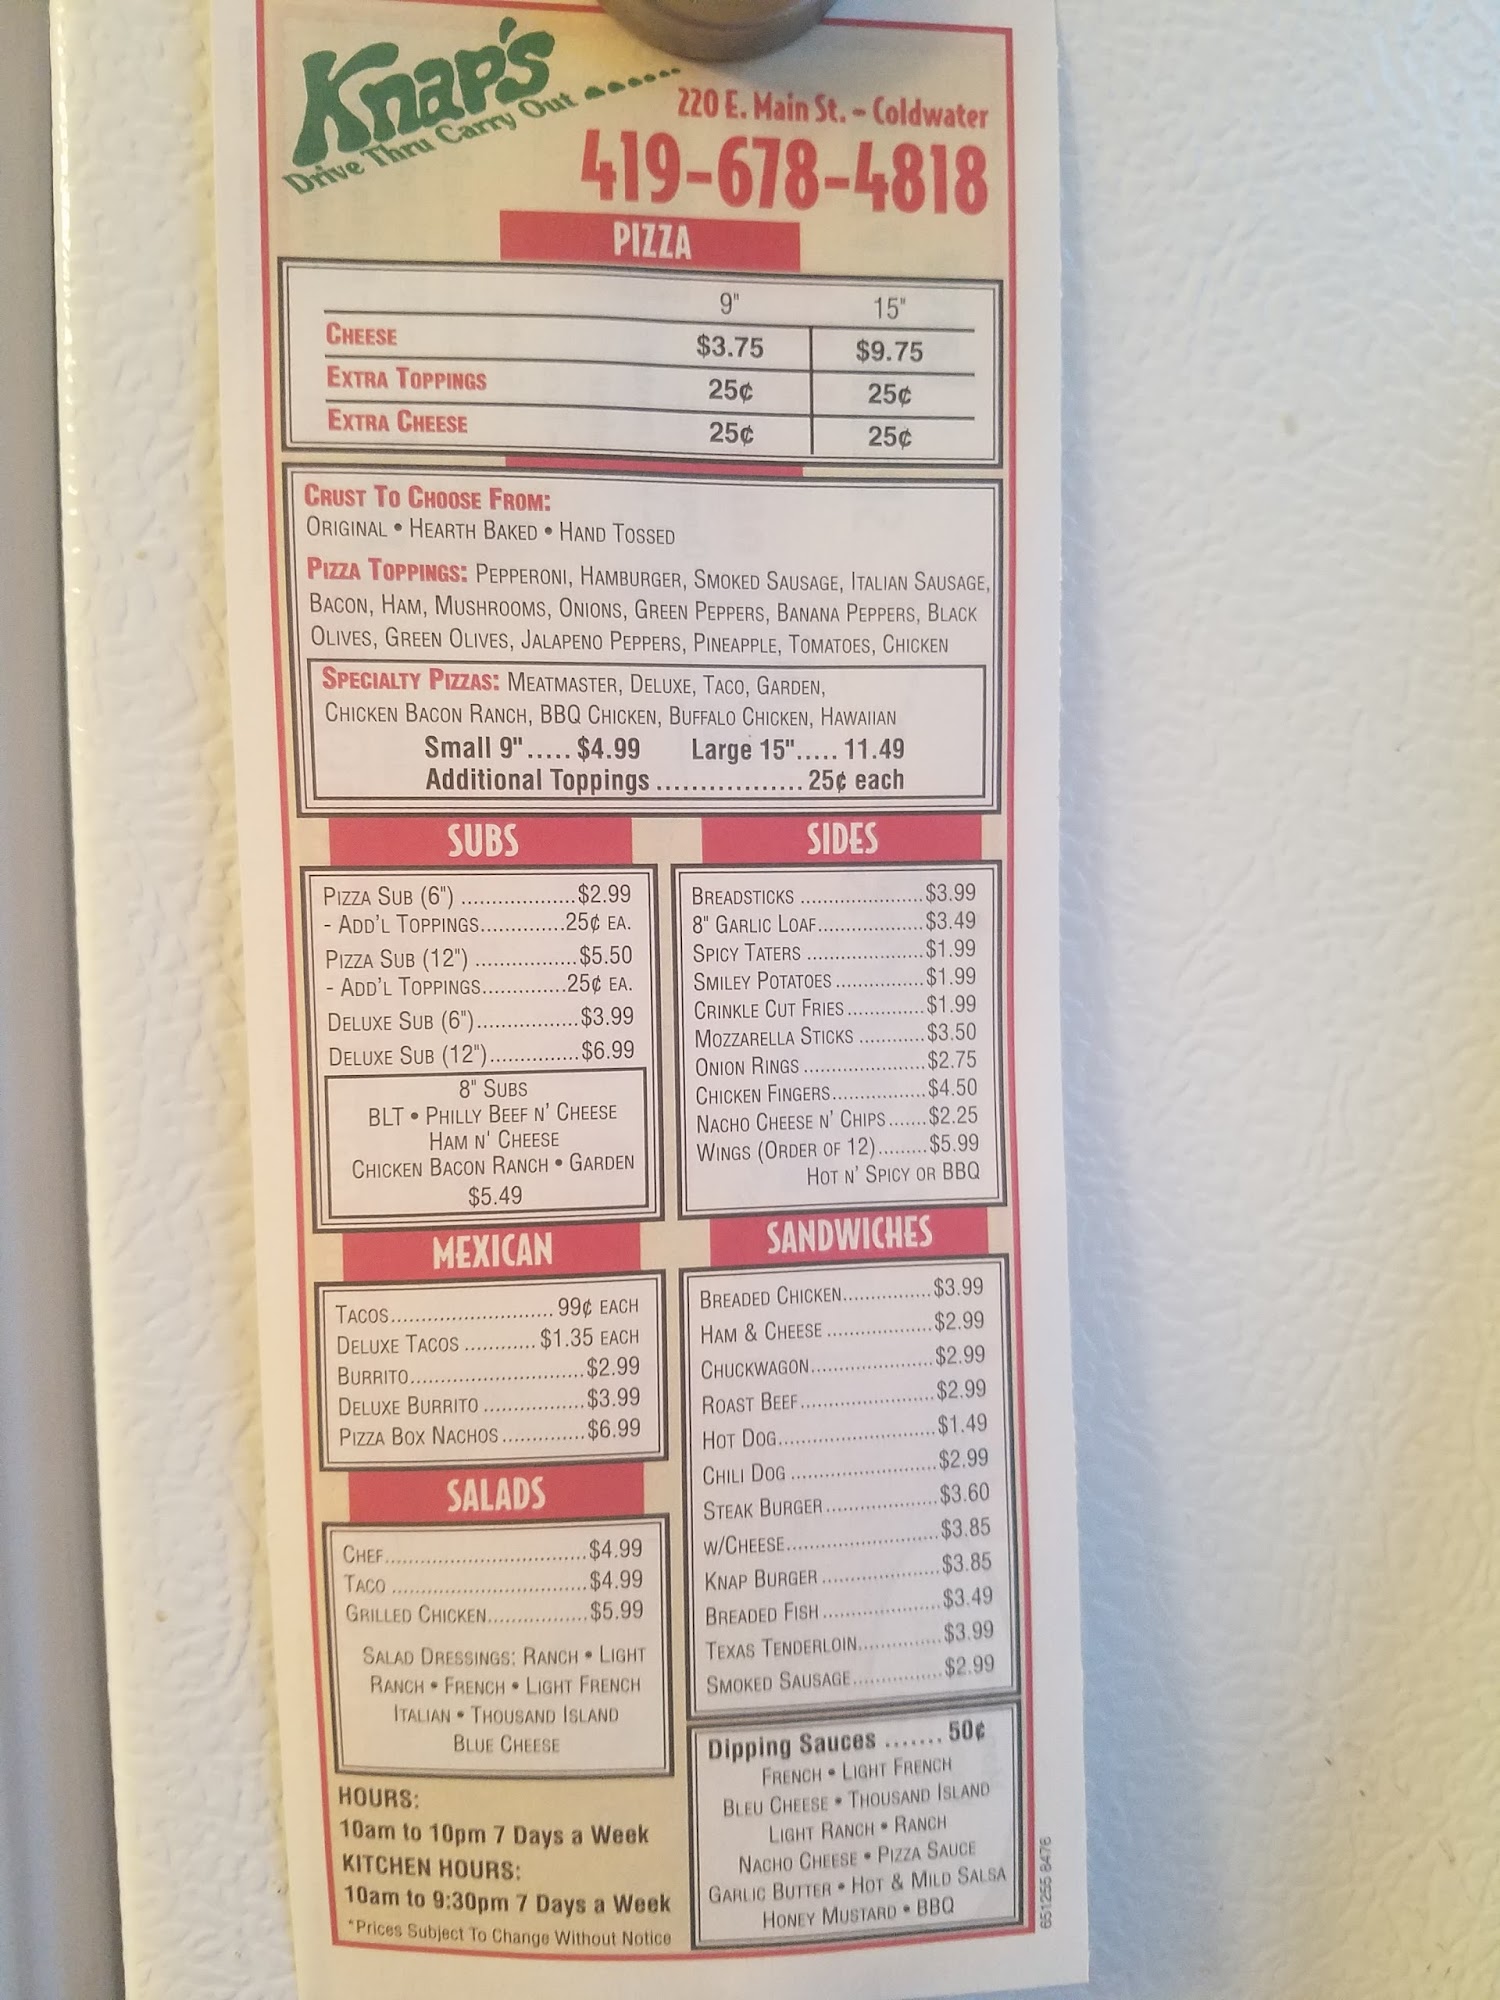 Knap's
Drive Thru Carry Out
220 E. Main St. - Coldwater
419-678-4818
PIZZA
9" 15"
CHEESE $3.75 $9.75
EXTRA TOPPINGS 25¢ 25¢
EXTRA CHEESE 25¢ 25¢
CRUST TO CHOOSE FROM:
ORIGINAL • HEARTH BAKED • HAND TOSSED
PIZZA TOPPINGS: PEPPERONI, HAMBURGER, SMOKED SAUSAGE, ITALIAN SAUSAGE,
BACON, HAM, MUSHROOMS, ONIONS, GREEN PEPPERS, BANANA PEPPERS, BLACK
OLIVES, GREEN OLIVES, JALAPENO PEPPERS, PINEAPPLE, TOMATOES, CHICKEN
SPECIALTY PIZZAS: MEATMASTER, DELUXE, TACO, GARDEN,
CHICKEN BACON RANCH, BBQ CHICKEN, BUFFALO CHICKEN, HAWAIIAN
Small 9"..... $4.99 Large 15"..... 11.49
Additional Toppings ................. 25¢ each
SUBS
PIZZA SUB (6") ....................$2.99
- ADD'L TOPPINGS..............25¢ EA.
PIZZA SUB (12") ..................$5.50
- ADD'L TOPPINGS..............25¢ EA.
DELUXE SUB (6")..................$3.99
DELUXE SUB (12")...............$6.99
8" SUBS
BLT • PHILLY BEEF N' CHEESE
HAM N' CHEESE
CHICKEN BACON RANCH • GARDEN
$5.49
SIDES
BREADSTICKS ......................$3.99
8" GARLIC LOAF...................$3.49
SPICY TATERS .....................$1.99
SMILEY POTATOES ................$1.99
CRINKLE CUT FRIES..............$1.99
MOZZARELLA STICKS ............$3.50
ONION RINGS ......................$2.75
CHICKEN FINGERS.................$4.50
NACHO CHEESE N' CHIPS.......$2.25
WINGS (ORDER OF 12).........$5.99
HOT N' SPICY OR BBQ
MEXICAN
TACOS............................ 99¢ EACH
DELUXE TACOS ............ $1.35 EACH
BURRITO..............................$2.99
DELUXE BURRITO .................$3.99
PIZZA BOX NACHOS ..............$6.99
SALADS
CHEF...................................$4.99
TACO ..................................$4.99
GRILLED CHICKEN.................$5.99
SALAD DRESSINGS: RANCH • LIGHT
RANCH • FRENCH • LIGHT FRENCH
ITALIAN • THOUSAND ISLAND
BLUE CHEESE
SANDWICHES
BREADED CHICKEN...............$3.99
HAM & CHEESE ..................$2.99
CHUCKWAGON.....................$2.99
ROAST BEEF.......................$2.99
HOT DOG...........................$1.49
CHILI DOG .........................$2.99
STEAK BURGER...................$3.60
W/CHEESE..........................$3.85
KNAP BURGER ....................$3.85
BREADED FISH ....................$3.49
TEXAS TENDERLOIN..............$3.99
SMOKED SAUSAGE...............$2.99
Dipping Sauces ....... 50¢
FRENCH • LIGHT FRENCH
BLEU CHEESE • THOUSAND ISLAND
LIGHT RANCH • RANCH
NACHO CHEESE • PIZZA SAUCE
GARLIC BUTTER • HOT & MILD SALSA
HONEY MUSTARD • BBQ
HOURS:
10am to 10pm 7 Days a Week
KITCHEN HOURS:
10am to 9:30pm 7 Days a Week
*Prices Subject To Change Without Notice
651255 8476